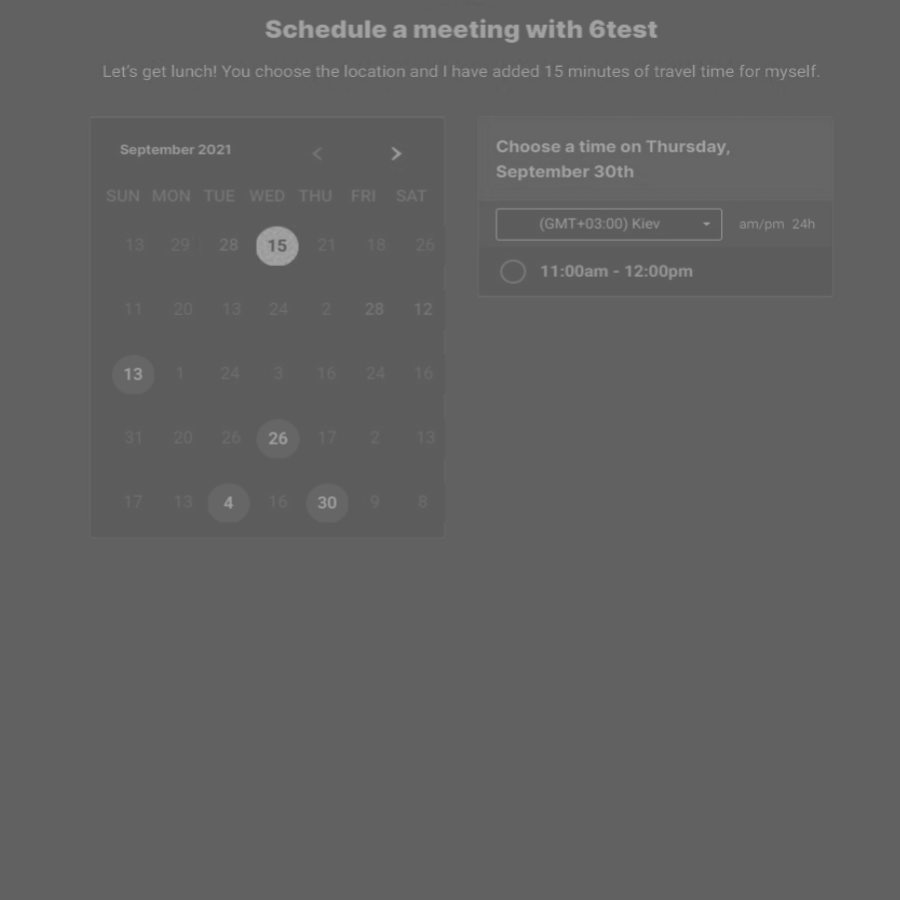 Schedule a meeting with 6test
Let's get lunch! You choose the location and I have added 15 minutes of travel time for myself.
September 2021 < >
SUN MON TUE WED THU FRI SAT
13 29 28 15 21 18 26
11 20 13 24 2 28 12
13 1 24 3 16 24 16
31 20 26 26 17 2 13
17 13 4 16 30 9 8
Choose a time on Thursday,
September 30th
(GMT+03:00) Kiev am/pm 24h
11:00am - 12:00pm